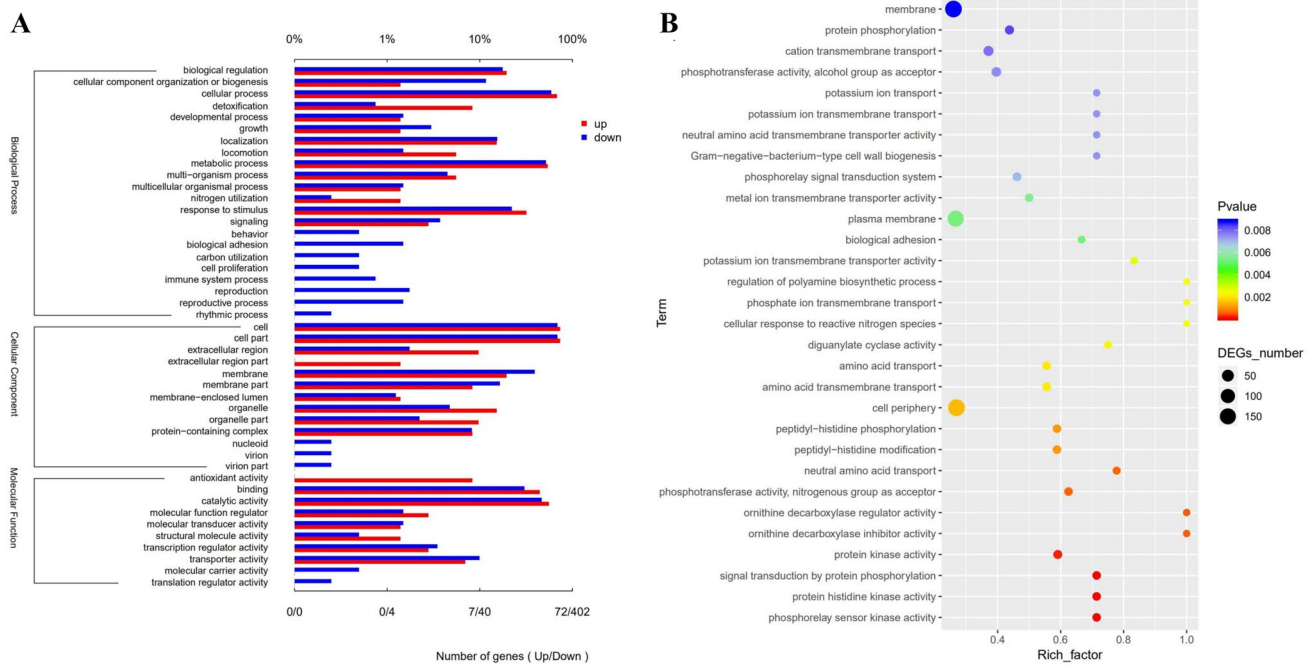 A
0%
1%
10%
100%
biological regulation
cellular component organization or biogenesis
cellular process
detoxification
developmental process
growth
localization
locomotion
metabolic process
multi-organism process
multicellular organismal process
nitrogen utilization
response to stimulus
signaling
behavior
biological adhesion
carbon utilization
cell proliferation
immune system process
reproduction
reproductive process
rhythmic process
cell
cell part
extracellular region
extracellular region part
membrane
membrane part
membrane-enclosed lumen
organelle
organelle part
protein-containing complex
nucleoid
virion
virion part
antioxidant activity
binding
catalytic activity
molecular function regulator
molecular transducer activity
structural molecule activity
transcription regulator activity
transporter activity
molecular carrier activity
translation regulator activity
Biological Process
Cellular Component
Molecular Function
up
down
0/0
0/4
7/40
72/402
Number of genes ( Up/Down )
B
membrane
protein phosphorylation
cation transmembrane transport
phosphotransferase activity, alcohol group as acceptor
potassium ion transport
potassium ion transmembrane transport
neutral amino acid transmembrane transporter activity
Gram−negative−bacterium−type cell wall biogenesis
phosphorelay signal transduction system
metal ion transmembrane transporter activity
plasma membrane
biological adhesion
potassium ion transmembrane transporter activity
regulation of polyamine biosynthetic process
phosphate ion transmembrane transport
cellular response to reactive nitrogen species
diguanylate cyclase activity
amino acid transport
amino acid transmembrane transport
cell periphery
peptidyl−histidine phosphorylation
peptidyl−histidine modification
neutral amino acid transport
phosphotransferase activity, nitrogenous group as acceptor
ornithine decarboxylase regulator activity
ornithine decarboxylase inhibitor activity
protein kinase activity
signal transduction by protein phosphorylation
protein histidine kinase activity
phosphorelay sensor kinase activity
Term
0.4
0.6
0.8
1.0
Rich_factor
Pvalue
0.008
0.006
0.004
0.002
DEGs_number
50
100
150